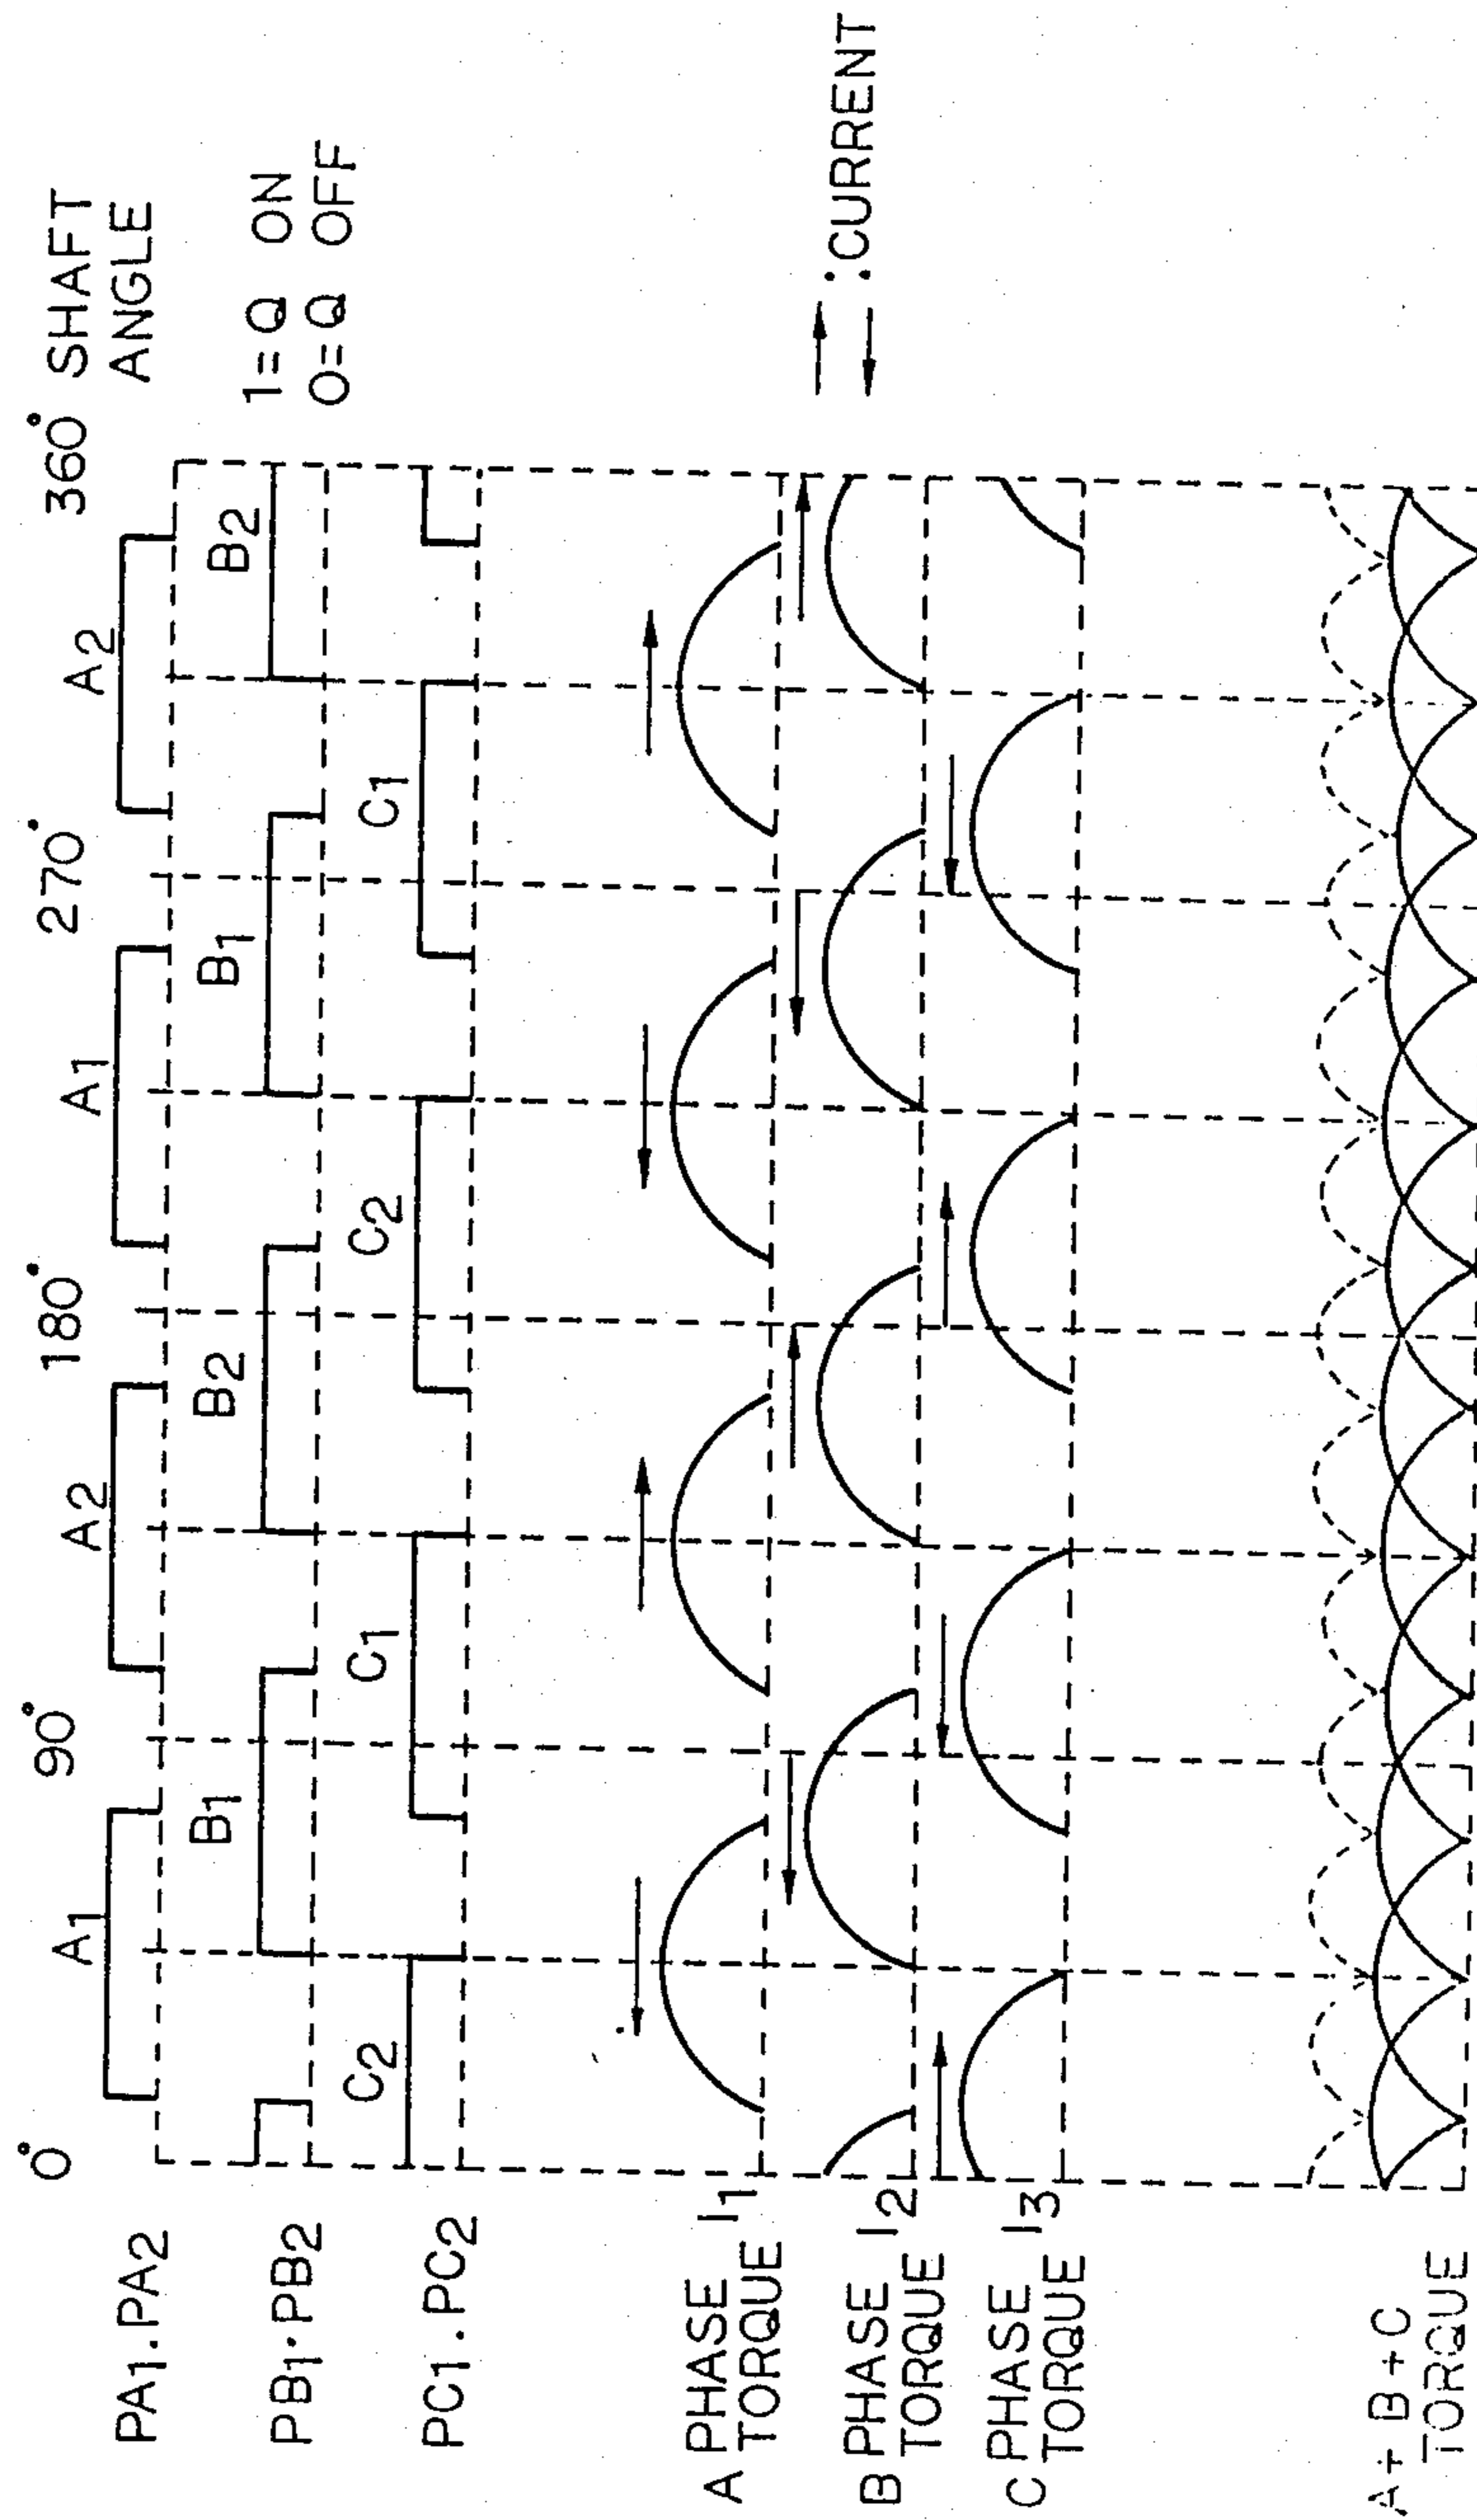 0° 90° 180° 270° 360° SHAFT
ANGLE
PA1.PA2 A1 A2 A1 A2
1=Q ON
0=Q OFF
PB1.PB2 B1 B2 B1 B2
PC1.PC2 C2 C1 C2 C1
A PHASE
TORQUE I1
:CURRENT
B PHASE
TORQUE I2
C PHASE
TORQUE I3
A+B+C
TORQUE